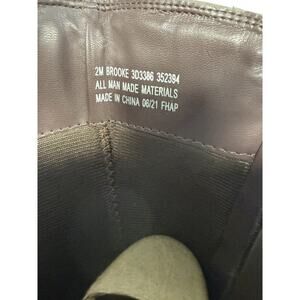 2M BROOKE 3D3386 352394
ALL MAN MADE MATERIALS
MADE IN CHINA 06/21 FHAP